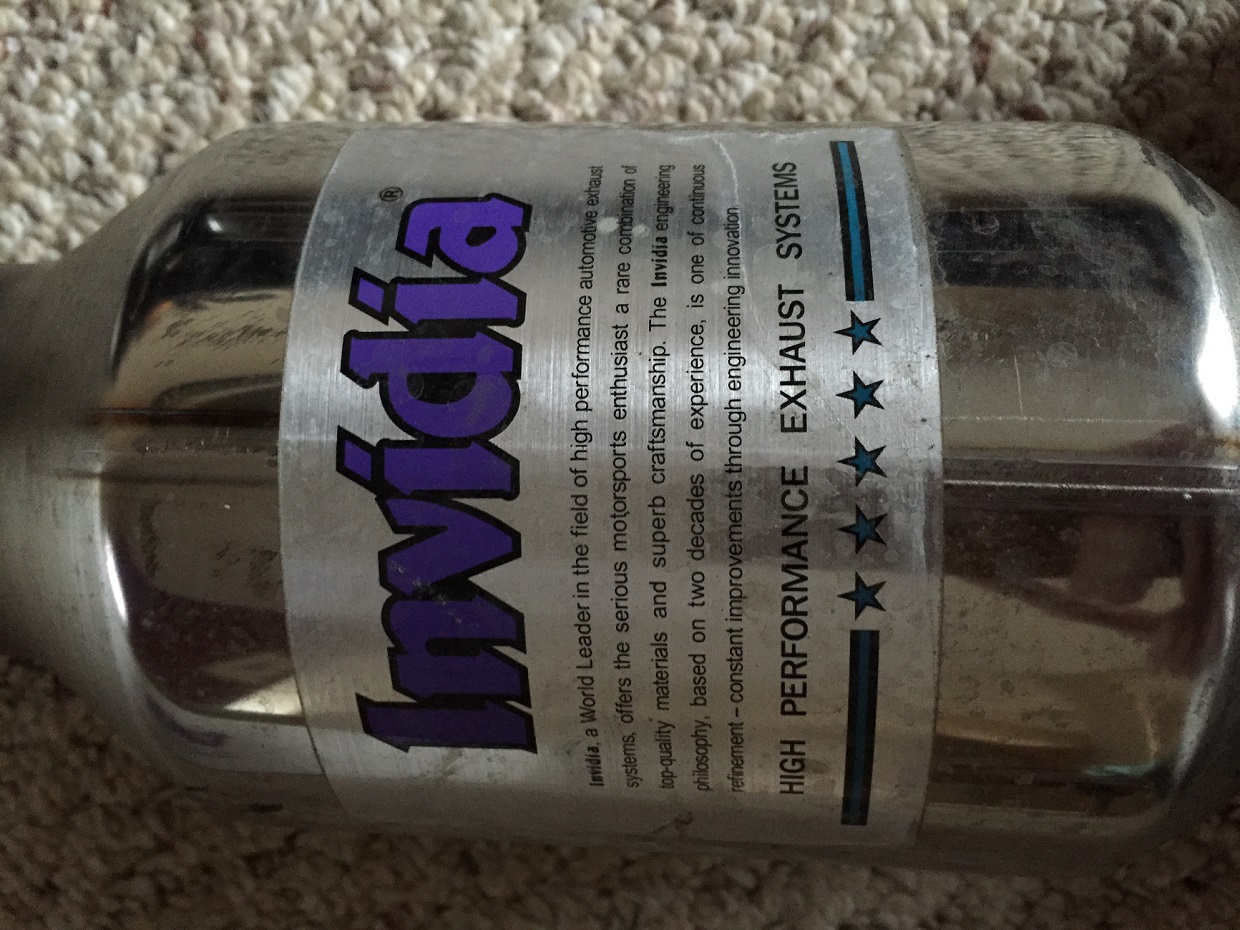 Invidia®
Invidia, a World Leader in the field of high performance automotive exhaust
systems, offers the serious motorsports enthusiast a rare combination of
top-quality materials and superb craftsmanship. The Invidia engineering
philosophy, based on two decades of experience, is one of continuous
refinement – constant improvements through engineering innovation.
HIGH PERFORMANCE EXHAUST SYSTEMS